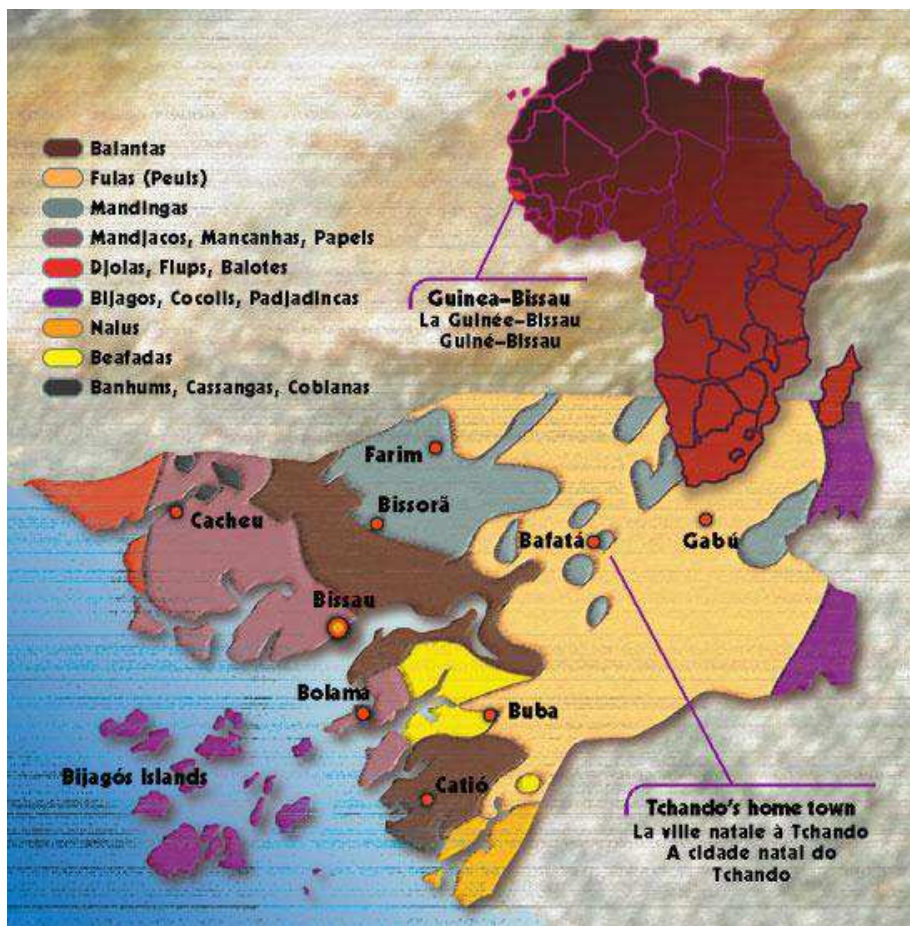 Balantas
Fulas (Peuls)
Mandingas
Mandjacos, Mancanhas, Papels
Djolas, Flups, Balotes
Bijagos, Cocolis, Padjadincas
Nalus
Beafadas
Banhums, Cassangas, Cobianas
Guinea-Bissau
La Guinée-Bissau
Guiné-Bissau
Farim
Cacheu
Bissorã
Bafatá
Gabú
Bissau
Bolama
Buba
Bijagós Islands
Catió
Tchando's home town
La ville natale à Tchando
A cidade natal do
Tchando